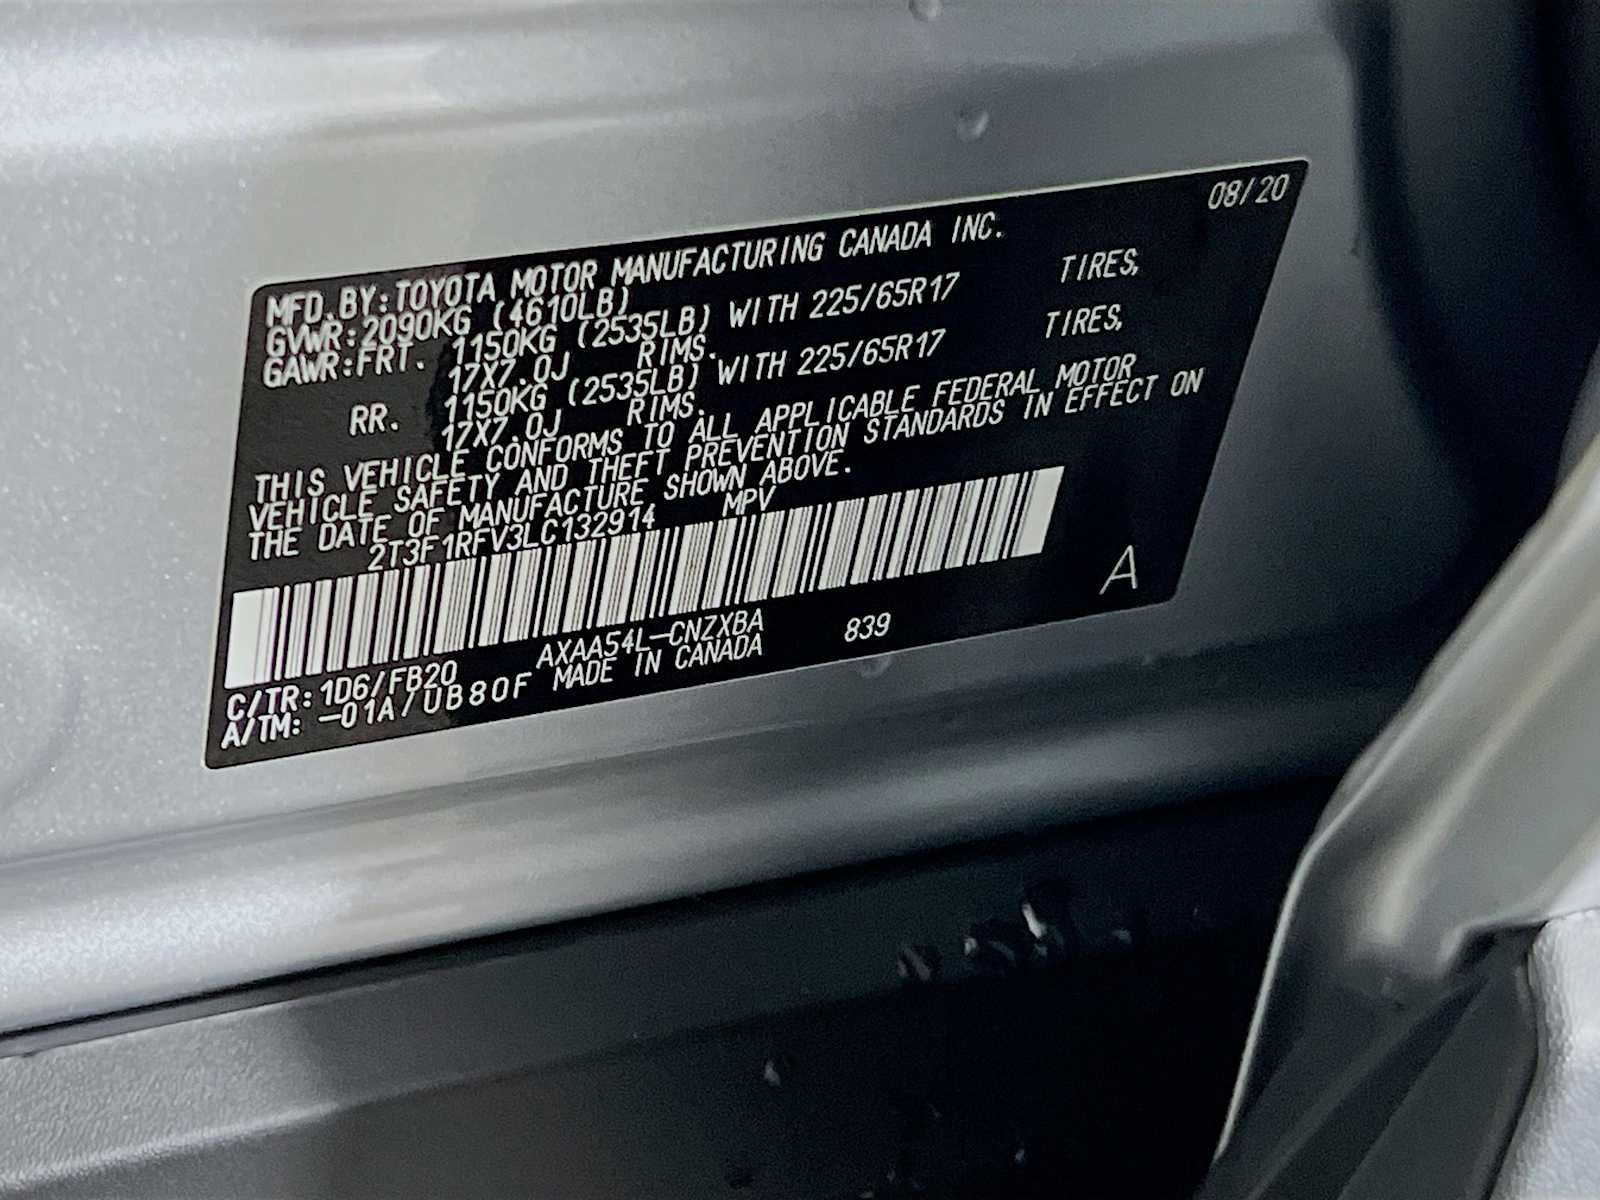 08/20
MFD.BY:TOYOTA MOTOR MANUFACTURING CANADA INC.
GVWR:2090KG (4610LB)
GAWR:FRT. 1150KG (2535LB) WITH 225/65R17 TIRES,
17X7.0J RIMS.
RR. 1150KG (2535LB) WITH 225/65R17 TIRES,
17X7.0J RIMS.
THIS VEHICLE CONFORMS TO ALL APPLICABLE FEDERAL MOTOR
VEHICLE SAFETY AND THEFT PREVENTION STANDARDS IN EFFECT ON
THE DATE OF MANUFACTURE SHOWN ABOVE.
2T3F1RFV3LC132914 MPV
A
AXAA54L-CNZXBA 839
C/TR:1D6/FB20 MADE IN CANADA
A/TM:-01A/UB80F